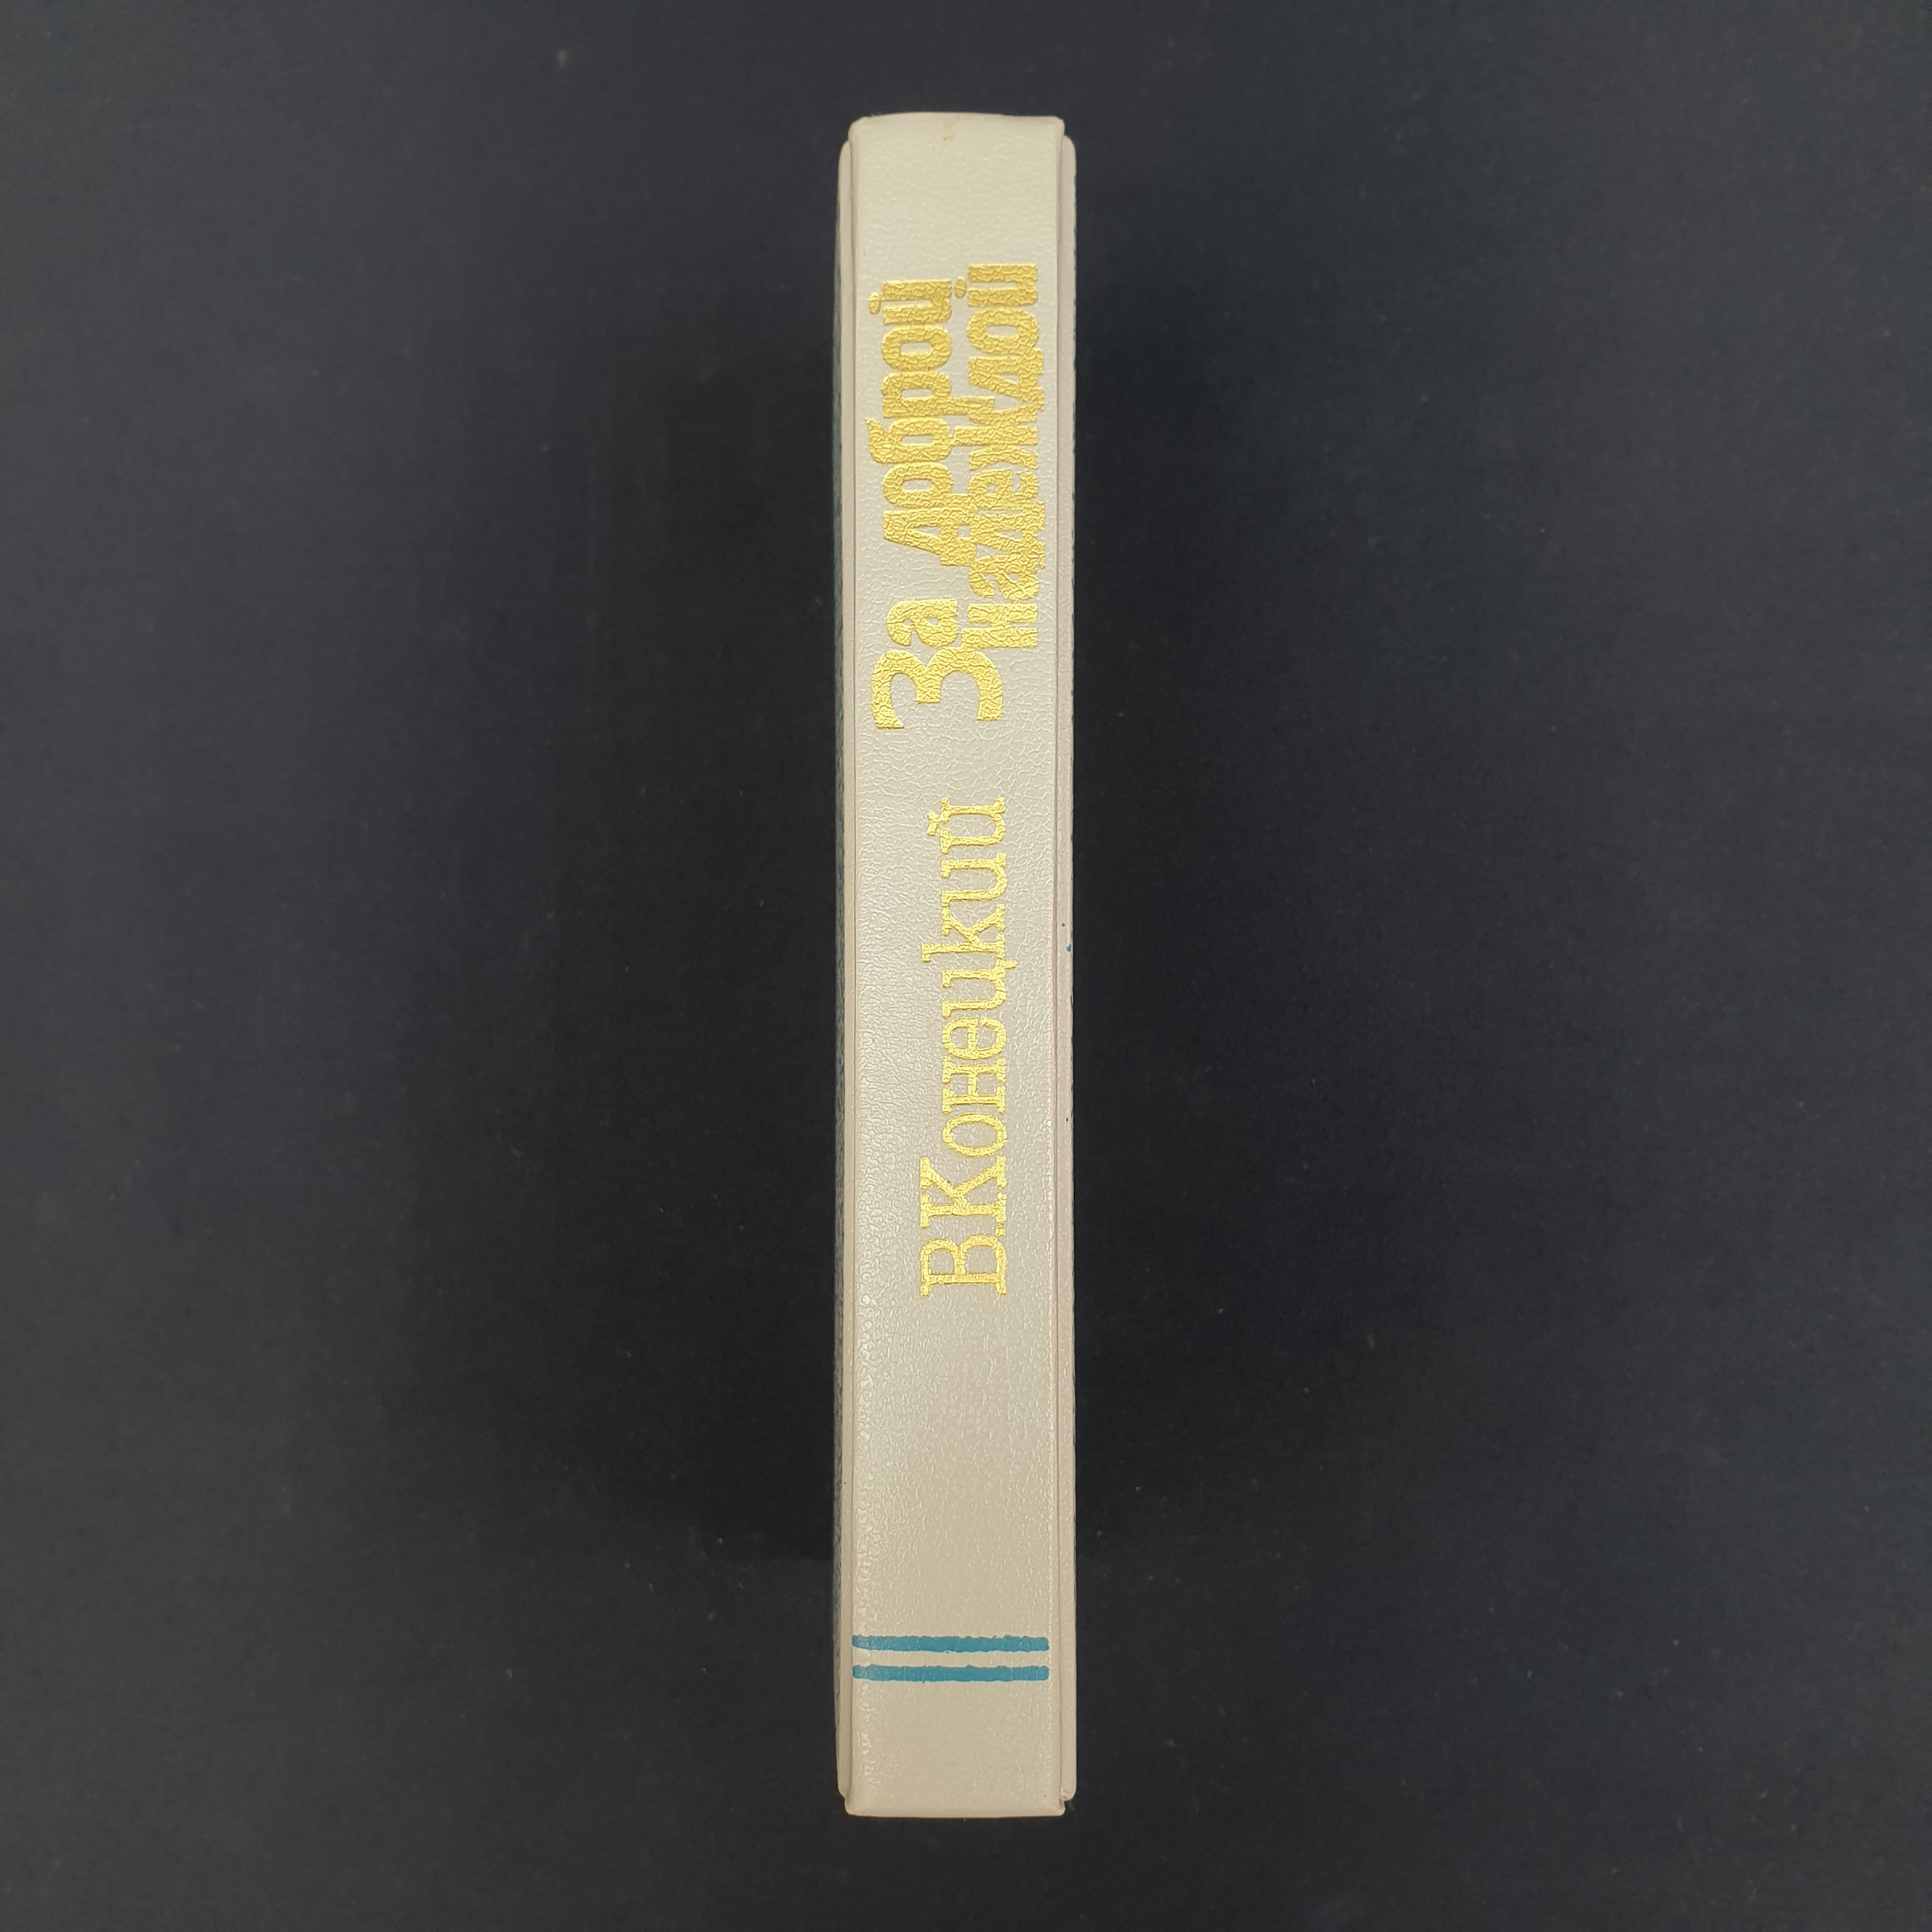 В.Конецкий
За Доброй
Надеждой